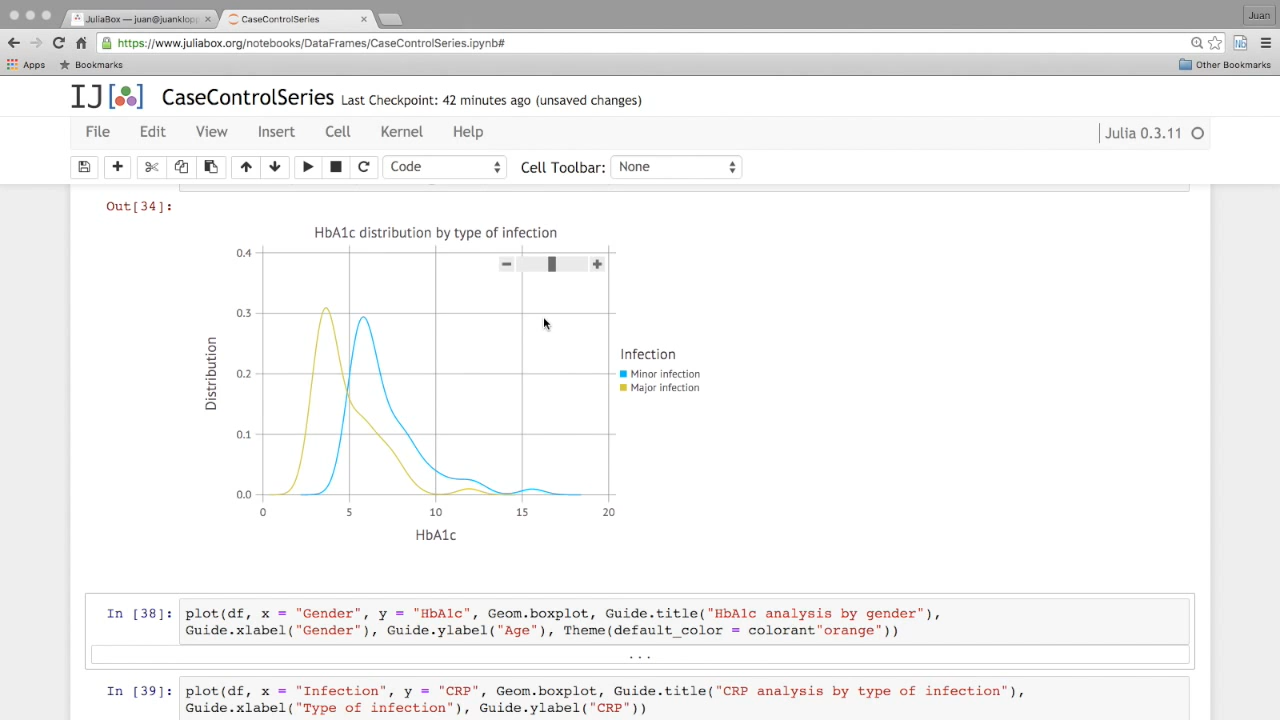 JuliaBox — juan@juanklopp
CaseControlSeries
Juan
https://www.juliabox.org/notebooks/DataFrames/CaseControlSeries.ipynb#
Apps
Bookmarks
Other Bookmarks
IJ[ ] CaseControlSeries Last Checkpoint: 42 minutes ago (unsaved changes)
File Edit View Insert Cell Kernel Help
Julia 0.3.11
Code
Cell Toolbar: None
Out[34]:
HbA1c distribution by type of infection
0.4
0.3
0.2
0.1
0.0
Distribution
0 5 10 15 20
HbA1c
Infection
Minor infection
Major infection
In [38]: plot(df, x = "Gender", y = "HbA1c", Geom.boxplot, Guide.title("HbA1c analysis by gender"),
Guide.xlabel("Gender"), Guide.ylabel("Age"), Theme(default_color = colorant"orange"))
...
In [39]: plot(df, x = "Infection", y = "CRP", Geom.boxplot, Guide.title("CRP analysis by type of infection"),
Guide.xlabel("Type of infection"), Guide.ylabel("CRP"))